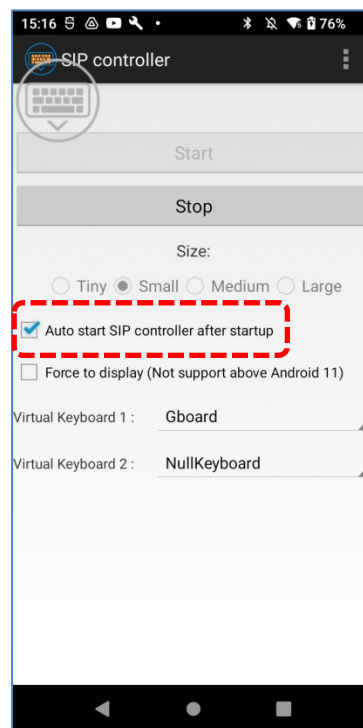 15:16 76%
SIP controller
Start
Stop
Size:
Tiny Small Medium Large
Auto start SIP controller after startup
Force to display (Not support above Android 11)
Virtual Keyboard 1 : Gboard
Virtual Keyboard 2 : NullKeyboard